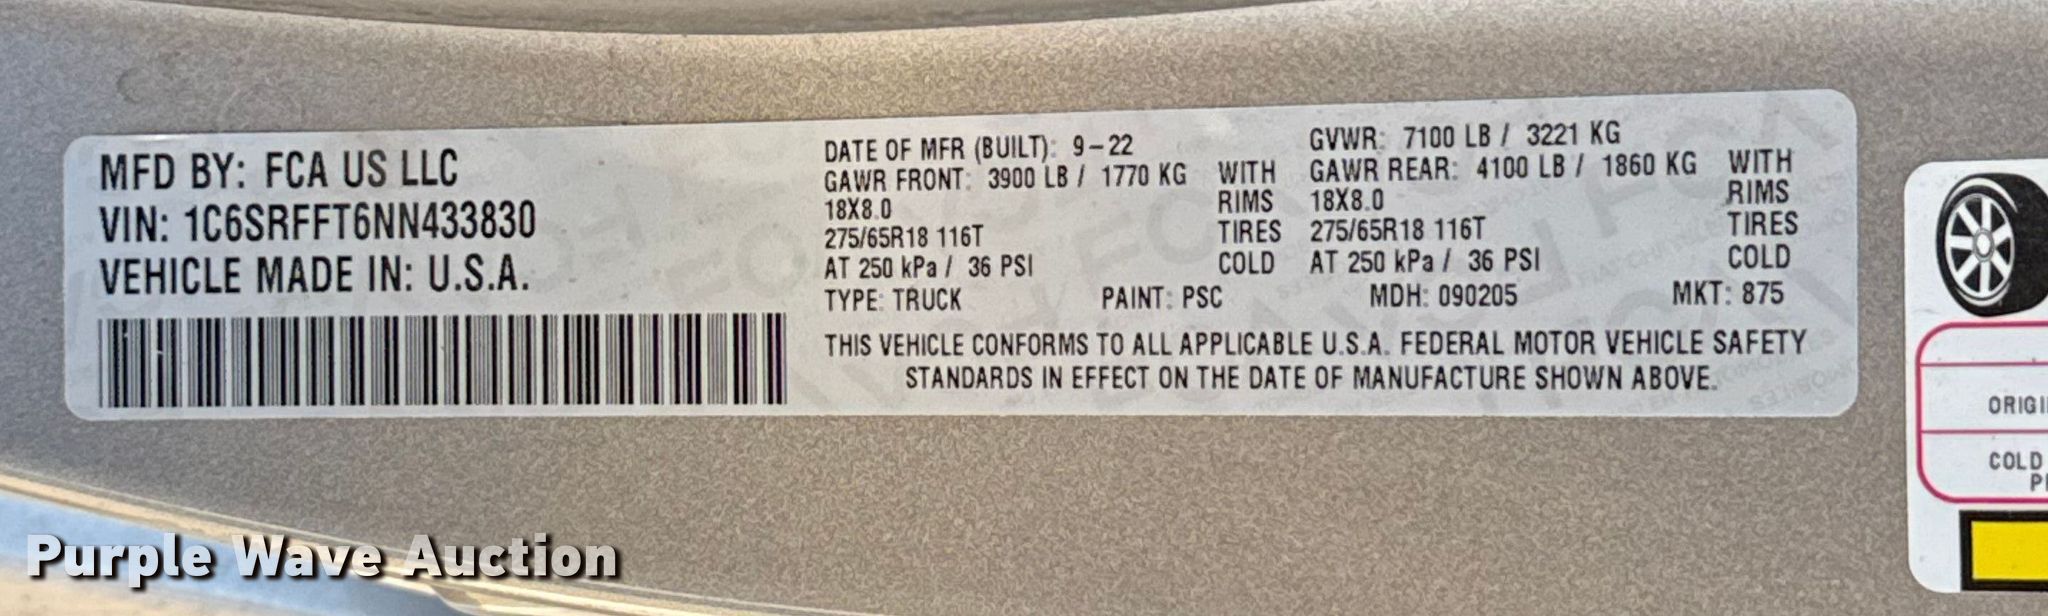 MFD BY: FCA US LLC
VIN: 1C6SRFFT6NN433830
VEHICLE MADE IN: U.S.A.
DATE OF MFR (BUILT): 9-22
GVWR: 7100 LB / 3221 KG
GAWR FRONT: 3900 LB / 1770 KG WITH
GAWR REAR: 4100 LB / 1860 KG WITH
18X8.0 RIMS 18X8.0 RIMS
275/65R18 116T TIRES 275/65R18 116T TIRES
AT 250 kPa / 36 PSI COLD AT 250 kPa / 36 PSI COLD
TYPE: TRUCK PAINT: PSC MDH: 090205 MKT: 875
THIS VEHICLE CONFORMS TO ALL APPLICABLE U.S.A. FEDERAL MOTOR VEHICLE SAFETY
STANDARDS IN EFFECT ON THE DATE OF MANUFACTURE SHOWN ABOVE.
ORIGI
COLD
P
Purple Wave Auction